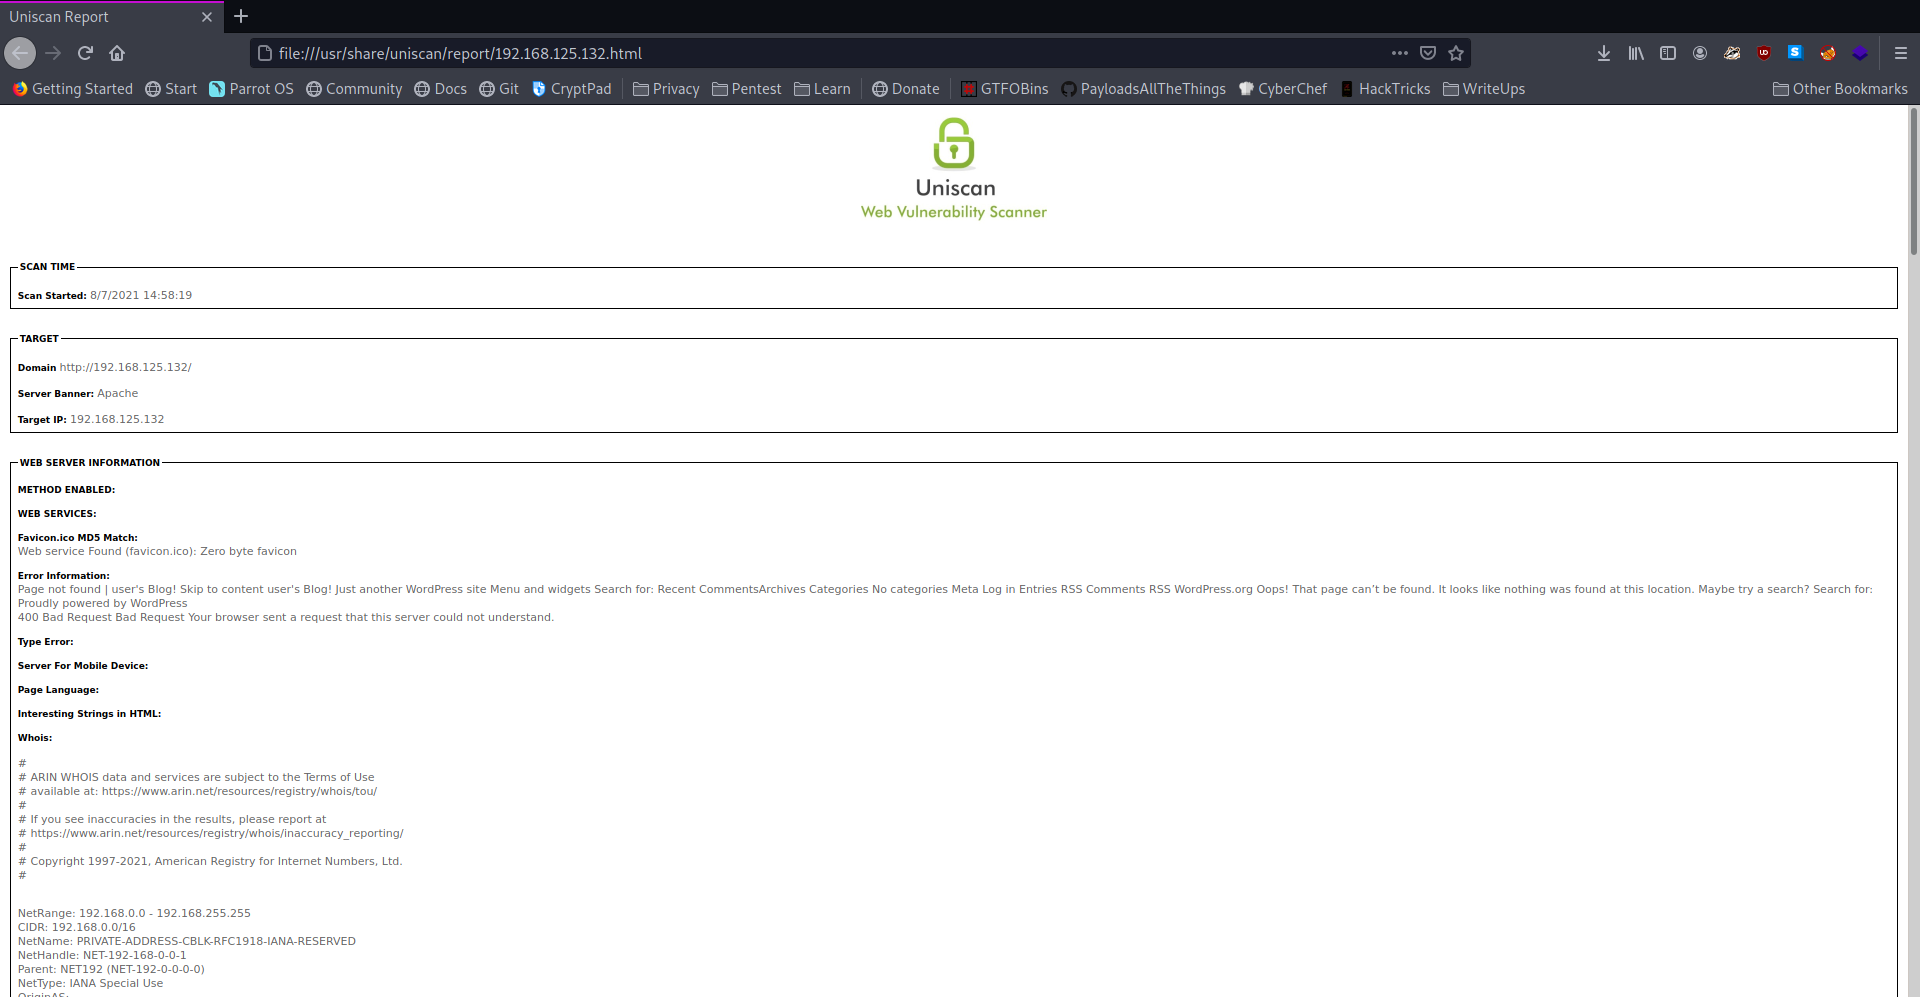 Uniscan Report
file:///usr/share/uniscan/report/192.168.125.132.html
Getting Started Start Parrot OS Community Docs Git CryptPad Privacy Pentest Learn Donate GTFOBins PayloadsAllTheThings CyberChef HackTricks WriteUps Other Bookmarks
Uniscan
Web Vulnerability Scanner
SCAN TIME
Scan Started: 8/7/2021 14:58:19
TARGET
Domain http://192.168.125.132/
Server Banner: Apache
Target IP: 192.168.125.132
WEB SERVER INFORMATION
METHOD ENABLED:
WEB SERVICES:
Favicon.ico MD5 Match:
Web service Found (favicon.ico): Zero byte favicon
Error Information:
Page not found | user's Blog! Skip to content user's Blog! Just another WordPress site Menu and widgets Search for: Recent CommentsArchives Categories No categories Meta Log in Entries RSS Comments RSS WordPress.org Oops! That page can’t be found. It looks like nothing was found at this location. Maybe try a search? Search for:
Proudly powered by WordPress
400 Bad Request Bad Request Your browser sent a request that this server could not understand.
Type Error:
Server For Mobile Device:
Page Language:
Interesting Strings in HTML:
Whois:
#
# ARIN WHOIS data and services are subject to the Terms of Use
# available at: https://www.arin.net/resources/registry/whois/tou/
#
# If you see inaccuracies in the results, please report at
# https://www.arin.net/resources/registry/whois/inaccuracy_reporting/
#
# Copyright 1997-2021, American Registry for Internet Numbers, Ltd.
#
NetRange: 192.168.0.0 - 192.168.255.255
CIDR: 192.168.0.0/16
NetName: PRIVATE-ADDRESS-CBLK-RFC1918-IANA-RESERVED
NetHandle: NET-192-168-0-0-1
Parent: NET192 (NET-192-0-0-0-0)
NetType: IANA Special Use
OriginAS: